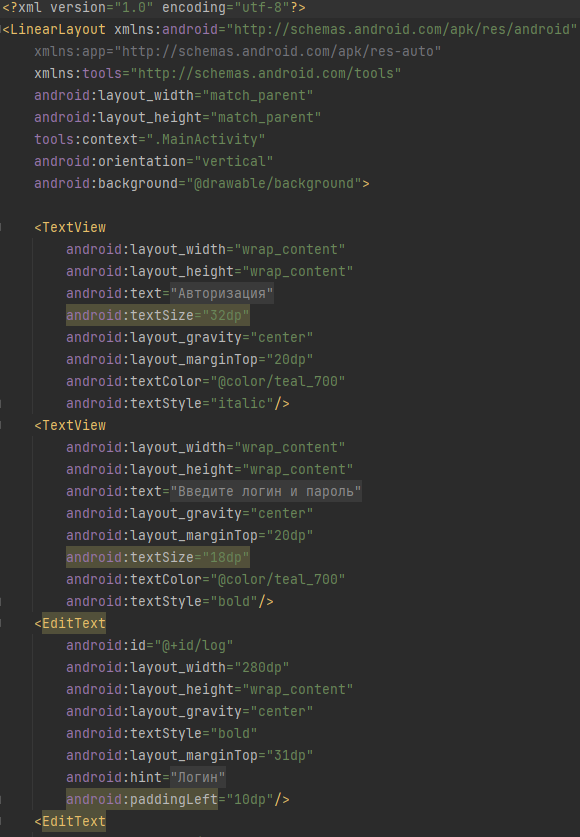 <?xml version="1.0" encoding="utf-8"?>
<LinearLayout xmlns:android="http://schemas.android.com/apk/res/android"
    xmlns:app="http://schemas.android.com/apk/res-auto"
    xmlns:tools="http://schemas.android.com/tools"
    android:layout_width="match_parent"
    android:layout_height="match_parent"
    tools:context=".MainActivity"
    android:orientation="vertical"
    android:background="@drawable/background">

    <TextView
        android:layout_width="wrap_content"
        android:layout_height="wrap_content"
        android:text="Авторизация"
        android:textSize="32dp"
        android:layout_gravity="center"
        android:layout_marginTop="20dp"
        android:textColor="@color/teal_700"
        android:textStyle="italic"/>
    <TextView
        android:layout_width="wrap_content"
        android:layout_height="wrap_content"
        android:text="Введите логин и пароль"
        android:layout_gravity="center"
        android:layout_marginTop="20dp"
        android:textSize="18dp"
        android:textColor="@color/teal_700"
        android:textStyle="bold"/>
    <EditText
        android:id="@+id/log"
        android:layout_width="280dp"
        android:layout_height="wrap_content"
        android:layout_gravity="center"
        android:textStyle="bold"
        android:layout_marginTop="31dp"
        android:hint="Логин"
        android:paddingLeft="10dp"/>
    <EditText